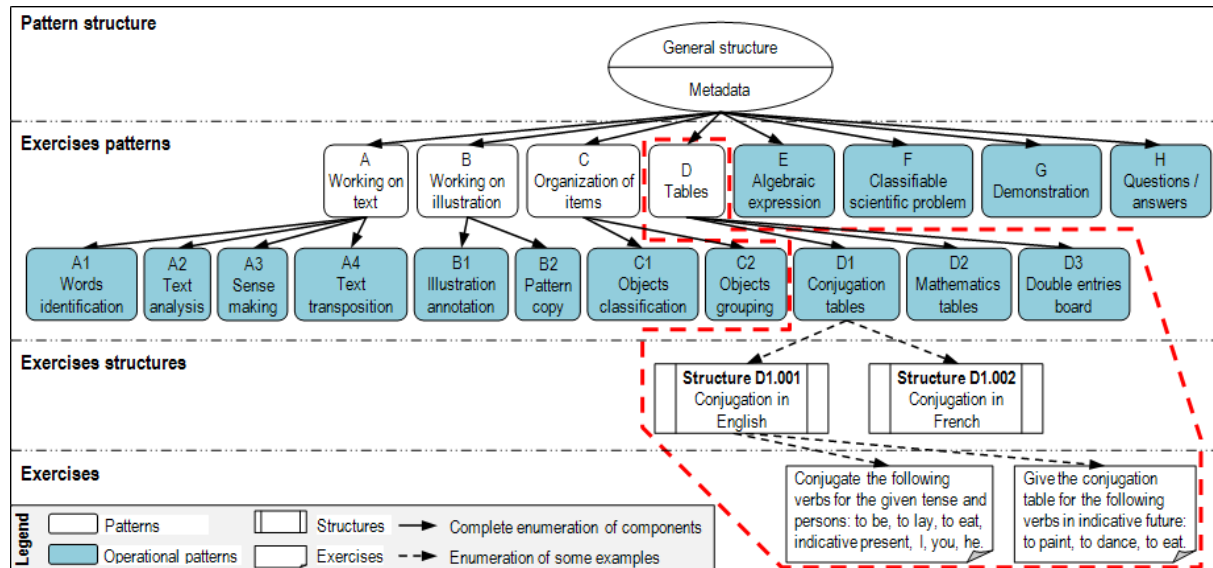 Pattern structure
General structure
Metadata
Exercises patterns
A
Working on
text
B
Working on
illustration
C
Organization of
items
D
Tables
E
Algebraic
expression
F
Classifiable
scientific problem
G
Demonstration
H
Questions /
answers
A1
Words
identification
A2
Text
analysis
A3
Sense
making
A4
Text
transposition
B1
Illustration
annotation
B2
Pattern
copy
C1
Objects
classification
C2
Objects
grouping
D1
Conjugation
tables
D2
Mathematics
tables
D3
Double entries
board
Exercises structures
Structure D1.001
Conjugation in
English
Structure D1.002
Conjugation in
French
Exercises
Conjugate the following
verbs for the given tense and
persons: to be, to lay, to eat,
indicative present, I, you, he.
Give the conjugation
table for the following
verbs in indicative future:
to paint, to dance, to eat.
Legend
Patterns
Operational patterns
Structures
Exercises
Complete enumeration of components
Enumeration of some examples